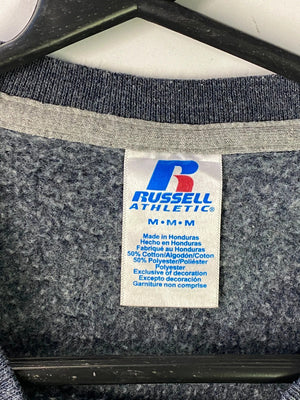 R
RUSSELL
ATHLETIC®
M•M•M
Made in Honduras
Hecho en Honduras
Fabriqué au Honduras
50% Cotton/Algodón/Coton
50% Polyester/Poliéster
Polyester
Exclusive of decoration
Excepto decoración
Garniture non comprise